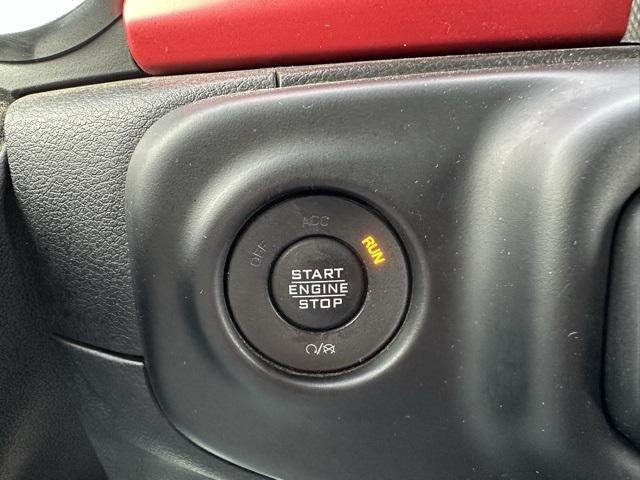 OFF ACC RUN
START
ENGINE
STOP